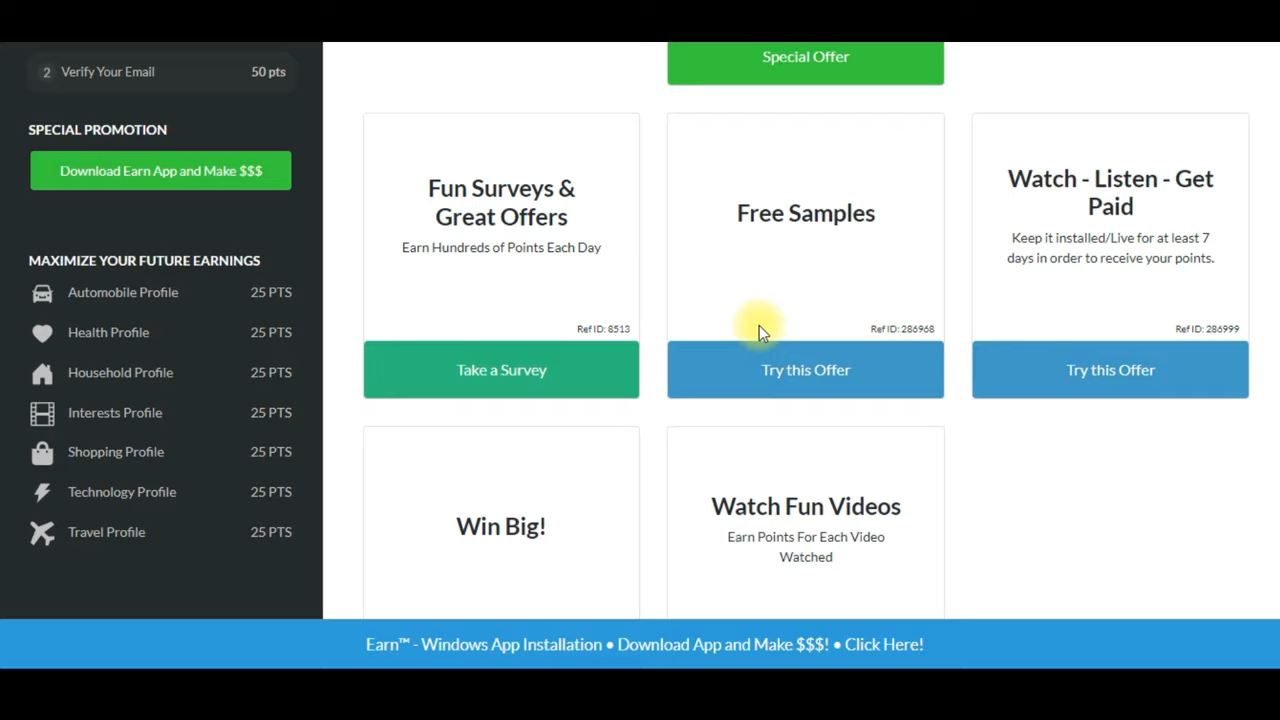 2 Verify Your Email 50 pts
SPECIAL PROMOTION
Download Earn App and Make $$$
MAXIMIZE YOUR FUTURE EARNINGS
Automobile Profile 25 PTS
Health Profile 25 PTS
Household Profile 25 PTS
Interests Profile 25 PTS
Shopping Profile 25 PTS
Technology Profile 25 PTS
Travel Profile 25 PTS
Special Offer
Fun Surveys &
Great Offers
Earn Hundreds of Points Each Day
Ref ID: 8513
Take a Survey
Free Samples
Ref ID: 286968
Try this Offer
Watch - Listen - Get
Paid
Keep it installed/Live for at least 7
days in order to receive your points.
Ref ID: 286999
Try this Offer
Win Big!
Watch Fun Videos
Earn Points For Each Video
Watched
Earn™ - Windows App Installation • Download App and Make $$$! • Click Here!